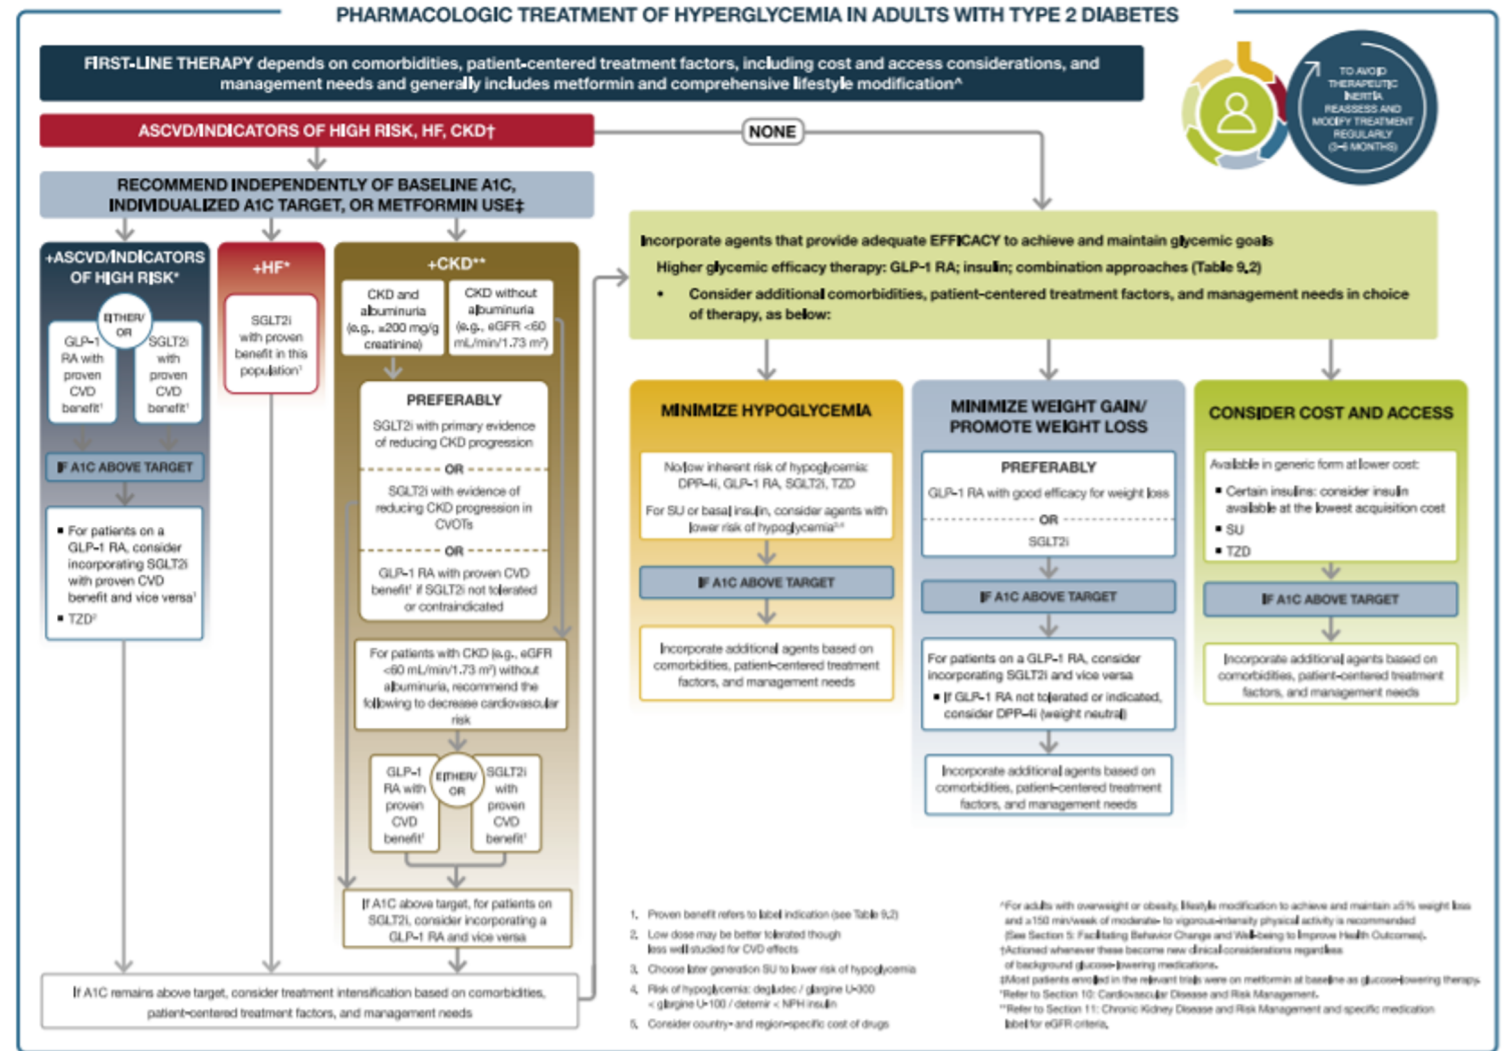 PHARMACOLOGIC TREATMENT OF HYPERGLYCEMIA IN ADULTS WITH TYPE 2 DIABETES
FIRST-LINE THERAPY depends on comorbidities, patient-centered treatment factors, including cost and access considerations, and
management needs and generally includes metformin and comprehensive lifestyle modification^
TO AVOID
THERAPEUTIC
INERTIA
REASSESS AND
MODIFY TREATMENT
REGULARLY
(3–6 MONTHS)
ASCVD/INDICATORS OF HIGH RISK, HF, CKD†
NONE
RECOMMEND INDEPENDENTLY OF BASELINE A1C,
INDIVIDUALIZED A1C TARGET, OR METFORMIN USE‡
+ASCVD/INDICATORS
OF HIGH RISK*
EITHER/
OR
GLP-1
RA with
proven
CVD
benefit¹
SGLT2i
with
proven
CVD
benefit¹
IF A1C ABOVE TARGET
▪ For patients on a
GLP-1 RA, consider
incorporating SGLT2i
with proven CVD
benefit and vice versa¹
▪ TZD²
+HF*
SGLT2i
with proven
benefit in this
population¹
+CKD**
CKD and
albuminuria
(e.g., ≥200 mg/g
creatinine)
CKD without
albuminuria
(e.g., eGFR <60
mL/min/1.73 m²)
PREFERABLY
SGLT2i with primary evidence
of reducing CKD progression
OR
SGLT2i with evidence of
reducing CKD progression in
CVOTs
OR
GLP-1 RA with proven CVD
benefit¹ if SGLT2i not tolerated
or contraindicated
For patients with CKD (e.g., eGFR
<60 mL/min/1.73 m²) without
albuminuria, recommend the
following to decrease cardiovascular
risk
GLP-1
RA with
proven
CVD
benefit¹
EITHER/
OR
SGLT2i
with
proven
CVD
benefit¹
If A1C above target, for patients on
SGLT2i, consider incorporating a
GLP-1 RA and vice versa
If A1C remains above target, consider treatment intensification based on comorbidities,
patient-centered treatment factors, and management needs
Incorporate agents that provide adequate EFFICACY to achieve and maintain glycemic goals
Higher glycemic efficacy therapy: GLP-1 RA; insulin; combination approaches (Table 9.2)
• Consider additional comorbidities, patient-centered treatment factors, and management needs in choice
of therapy, as below:
MINIMIZE HYPOGLYCEMIA
No/low inherent risk of hypoglycemia:
DPP-4i, GLP-1 RA, SGLT2i, TZD
For SU or basal insulin, consider agents with
lower risk of hypoglycemia³,⁴
IF A1C ABOVE TARGET
Incorporate additional agents based on
comorbidities, patient-centered treatment
factors, and management needs
MINIMIZE WEIGHT GAIN/
PROMOTE WEIGHT LOSS
PREFERABLY
GLP-1 RA with good efficacy for weight loss
OR
SGLT2i
IF A1C ABOVE TARGET
For patients on a GLP-1 RA, consider
incorporating SGLT2i and vice versa
▪ If GLP-1 RA not tolerated or indicated,
consider DPP-4i (weight neutral)
Incorporate additional agents based on
comorbidities, patient-centered treatment
factors, and management needs
CONSIDER COST AND ACCESS
Available in generic form at lower cost:
▪ Certain insulins: consider insulin
available at the lowest acquisition cost
▪ SU
▪ TZD
IF A1C ABOVE TARGET
Incorporate additional agents based on
comorbidities, patient-centered treatment
factors, and management needs
1. Proven benefit refers to label indication (see Table 9.2)
2. Low dose may be better tolerated though
less well studied for CVD effects
3. Choose later generation SU to lower risk of hypoglycemia
4. Risk of hypoglycemia: degludec / glargine U-300
< glargine U-100 / detemir < NPH insulin
5. Consider country- and region-specific cost of drugs
^For adults with overweight or obesity, lifestyle modification to achieve and maintain ≥5% weight loss
and ≥150 min/week of moderate- to vigorous-intensity physical activity is recommended
(See Section 5: Facilitating Behavior Change and Well-being to Improve Health Outcomes).
†Actioned whenever these become new clinical considerations regardless
of background glucose-lowering medications.
‡Most patients enrolled in the relevant trials were on metformin at baseline as glucose-lowering therapy.
*Refer to Section 10: Cardiovascular Disease and Risk Management.
**Refer to Section 11: Chronic Kidney Disease and Risk Management and specific medication
label for eGFR criteria.